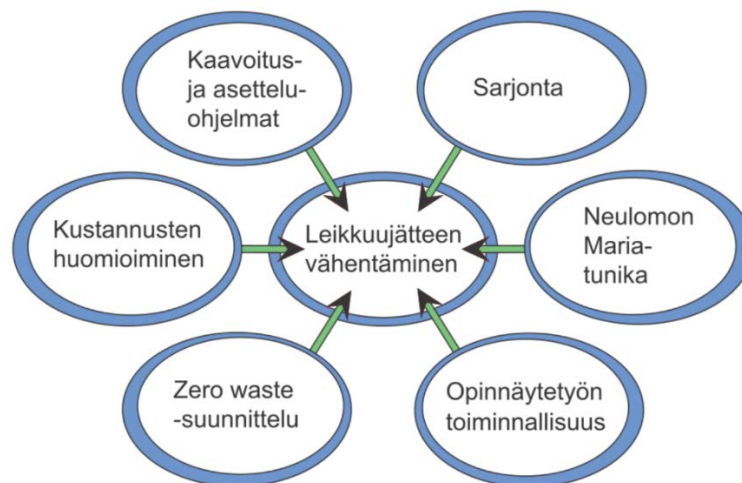 Kaavoitus-
ja asettelu-
ohjelmat
Sarjonta
Kustannusten
huomioiminen
Leikkuujätteen
vähentäminen
Neulomon
Maria-
tunika
Zero waste
-suunnittelu
Opinnäytetyön
toiminnallisuus